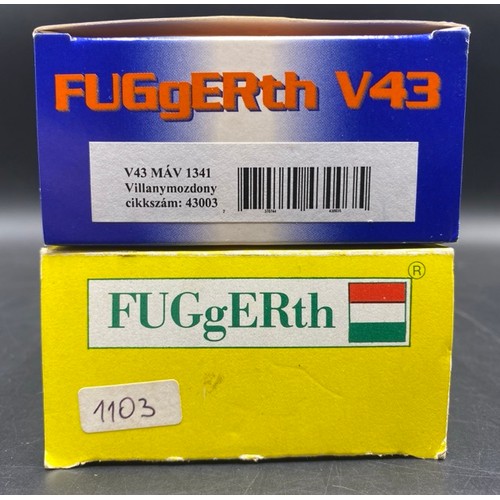 FUGgERth V43
V43 MÁV 1341
Villanymozdony
cikkszám: 43003
®
FUGgERth
1103